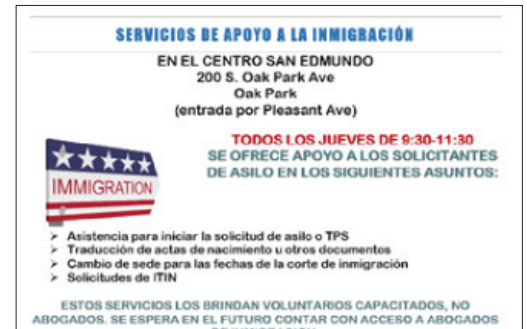 SERVICIOS DE APOYO A LA INMIGRACIÓN
EN EL CENTRO SAN EDMUNDO
200 S. Oak Park Ave
Oak Park
(entrada por Pleasant Ave)
TODOS LOS JUEVES DE 9:30-11:30
SE OFRECE APOYO A LOS SOLICITANTES
DE ASILO EN LOS SIGUIENTES ASUNTOS:
IMMIGRATION
➢ Asistencia para iniciar la solicitud de asilo o TPS
➢ Traducción de actas de nacimiento u otros documentos
➢ Cambio de sede para las fechas de la corte de inmigración
➢ Solicitudes de ITIN
ESTOS SERVICIOS LOS BRINDAN VOLUNTARIOS CAPACITADOS, NO
ABOGADOS. SE ESPERA EN EL FUTURO CONTAR CON ACCESO A ABOGADOS